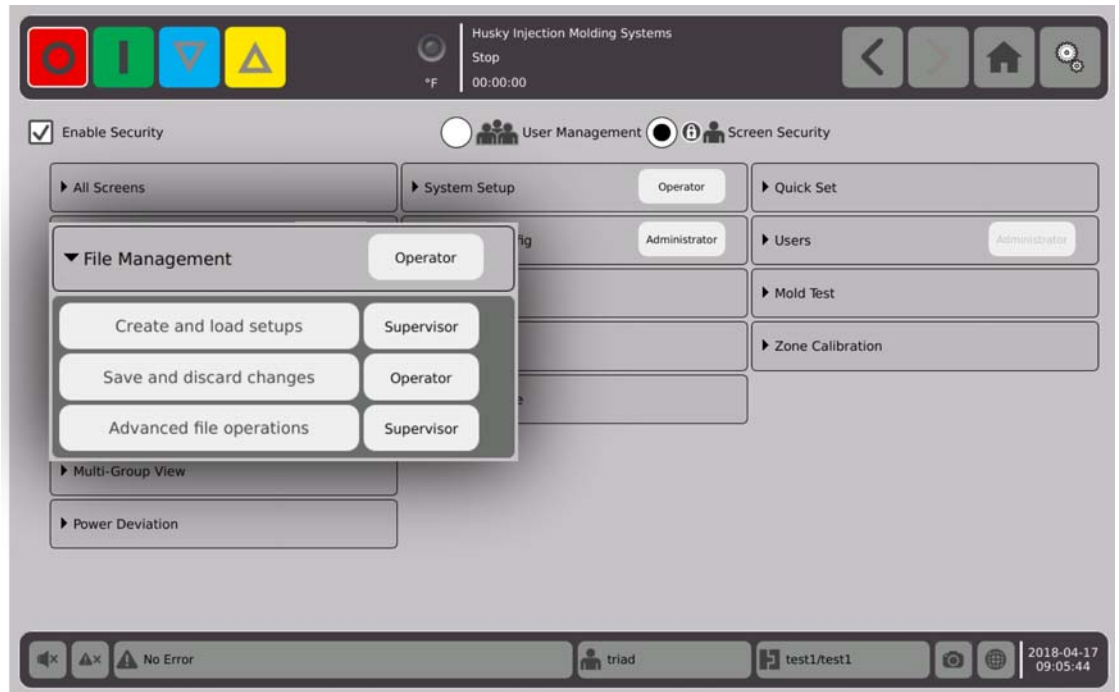 Husky Injection Molding Systems
Stop
°F
00:00:00
Enable Security
User Management
Screen Security
All Screens
System Setup
Operator
Quick Set
File Management
Operator
Administrator
Users
Administrator
Create and load setups
Supervisor
Mold Test
Save and discard changes
Operator
Zone Calibration
Advanced file operations
Supervisor
Multi-Group View
Power Deviation
No Error
triad
test1/test1
2018-04-17
09:05:44